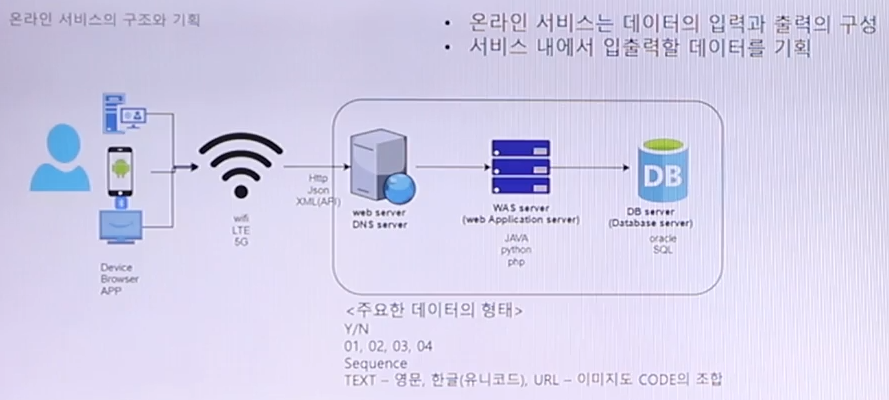 온라인 서비스의 구조와 기획
• 온라인 서비스는 데이터의 입력과 출력의 구성
• 서비스 내에서 입출력할 데이터를 기획
Device
Browser
APP
wifi
LTE
5G
Http
Json
XML(API)
web server
DNS server
WAS server
(web Application server)
JAVA
python
php
DB
DB server
(Database server)
oracle
SQL
<주요한 데이터의 형태>
Y/N
01, 02, 03, 04
Sequence
TEXT – 영문, 한글(유니코드), URL – 이미지도 CODE의 조합